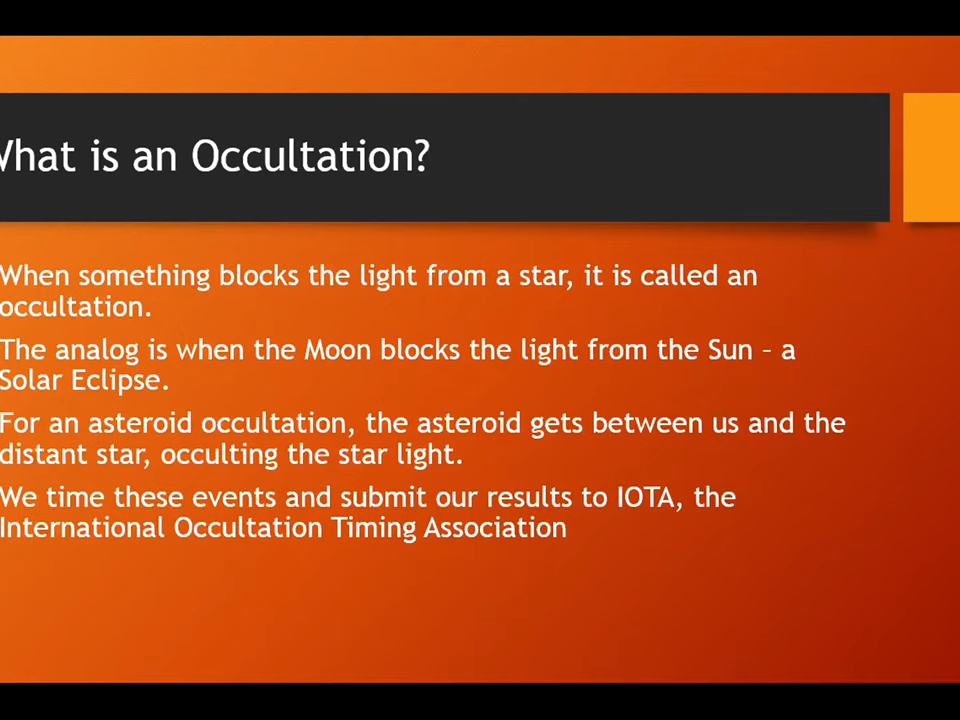 What is an Occultation?
When something blocks the light from a star, it is called an
occultation.
The analog is when the Moon blocks the light from the Sun – a
Solar Eclipse.
For an asteroid occultation, the asteroid gets between us and the
distant star, occulting the star light.
We time these events and submit our results to IOTA, the
International Occultation Timing Association